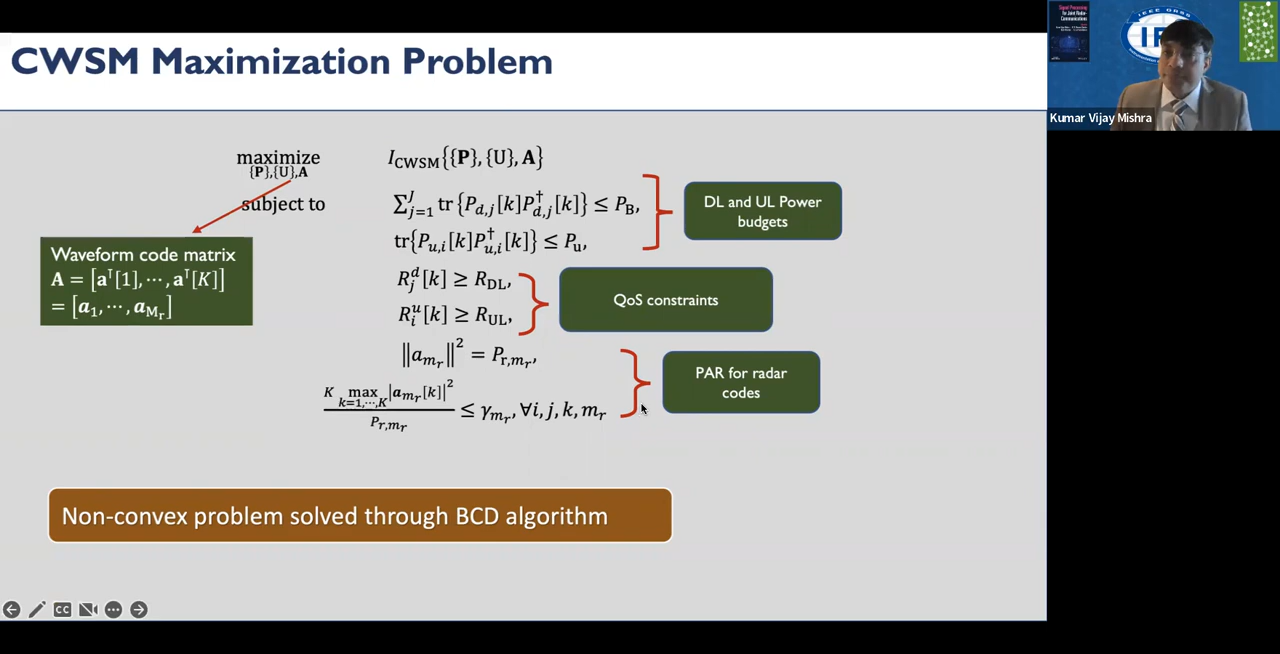 CWSM Maximization Problem
maximize
{P},{U},A
I_CWSM{{P}, {U}, A}
subject to
∑_{j=1}^{J} tr{P_{d,j}[k]P†_{d,j}[k]} ≤ P_B,
tr{P_{u,i}[k]P†_{u,i}[k]} ≤ P_u,
DL and UL Power
budgets
Waveform code matrix
A = [a^⊺[1], ⋯, a^⊺[K]]
= [a_1, ⋯, a_{M_r}]
R_j^d[k] ≥ R_DL,
R_i^u[k] ≥ R_UL,
QoS constraints
‖a_{m_r}‖² = P_{r,m_r},
K max_{k=1,⋯,K} |a_{m_r}[k]|² / P_{r,m_r} ≤ γ_{m_r}, ∀i, j, k, m_r
PAR for radar
codes
Non-convex problem solved through BCD algorithm
CC
Kumar Vijay Mishra